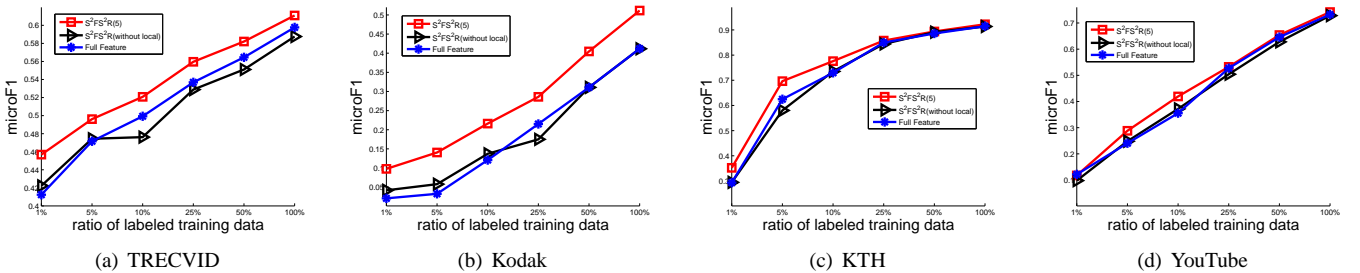 S²FS²R(5)
S²FS²R(without local)
Full Feature
0.6
0.58
0.56
0.54
0.52
0.5
0.48
0.46
0.44
0.42
0.4
microF1
1% 5% 10% 25% 50% 100%
ratio of labeled training data
(a) TRECVID
S²FS²R(5)
S²FS²R(without local)
Full Feature
0.5
0.45
0.4
0.35
0.3
0.25
0.2
0.15
0.1
0.0
microF1
1% 5% 10% 25% 50% 100%
ratio of labeled training data
(b) Kodak
S²FS²R(5)
S²FS²R(without local)
Full Feature
0.9
0.8
0.7
0.6
0.5
0.4
0.3
microF1
1% 5% 10% 25% 50% 100%
ratio of labeled training data
(c) KTH
S²FS²R(5)
S²FS²R(without local)
Full Feature
0.7
0.6
0.5
0.4
0.3
0.2
0.1
microF1
1% 5% 10% 25% 50% 100%
ratio of labeled training data
(d) YouTube